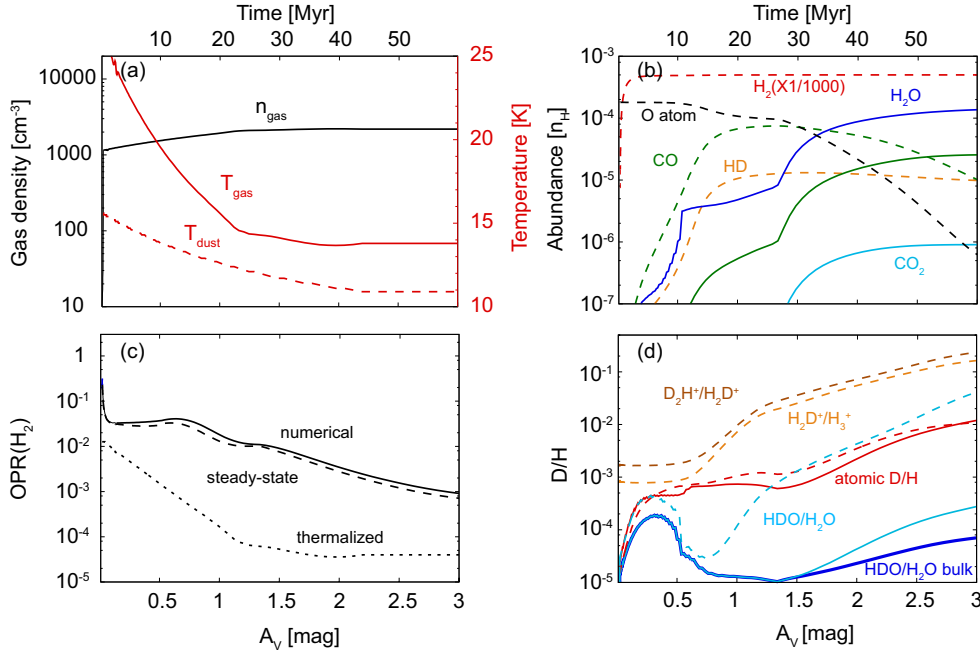 Time [Myr]
10 20 30 40 50
(a)
10000
1000
100
10
Gas density [cm⁻³]
n_gas
T_gas
T_dust
25
20
15
10
Temperature [K]
Time [Myr]
10 20 30 40 50
(b)
10⁻³
10⁻⁴
10⁻⁵
10⁻⁶
10⁻⁷
Abundance [n_H]
H₂(X1/1000)
H₂O
O atom
CO
HD
CO₂
(c)
1
10⁻¹
10⁻²
10⁻³
10⁻⁴
10⁻⁵
OPR(H₂)
numerical
steady-state
thermalized
0.5 1 1.5 2 2.5 3
A_V [mag]
(d)
10⁻¹
10⁻²
10⁻³
10⁻⁴
10⁻⁵
D/H
D₂H⁺/H₂D⁺
H₂D⁺/H₃⁺
atomic D/H
HDO/H₂O
HDO/H₂O bulk
0.5 1 1.5 2 2.5 3
A_V [mag]